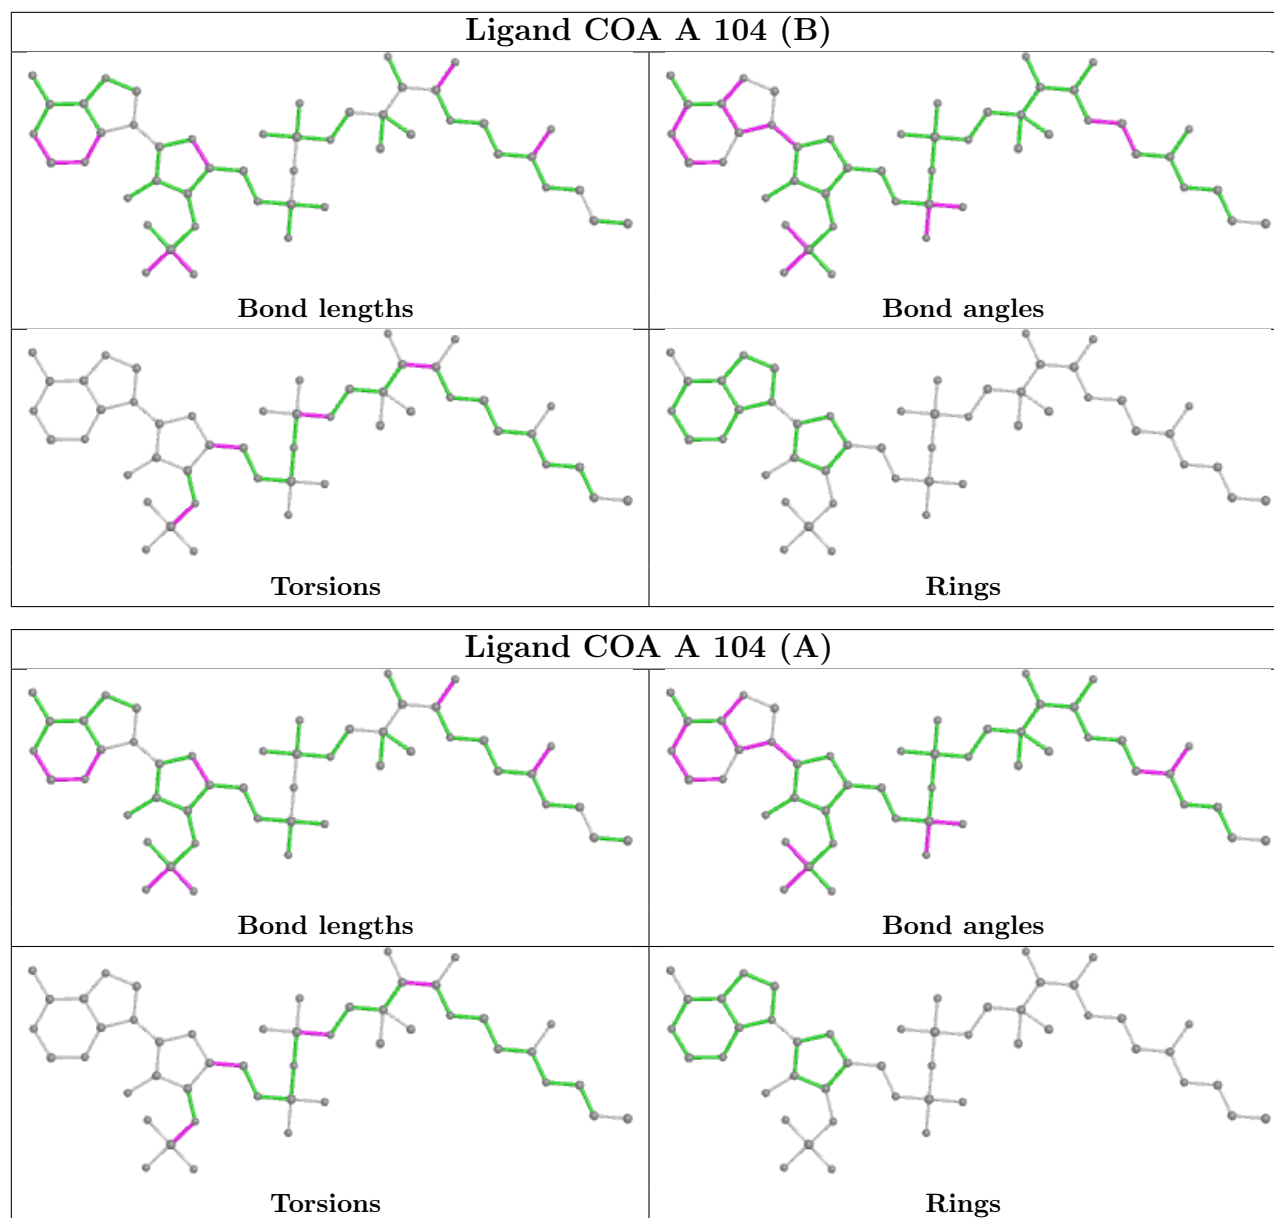 Ligand COA A 104 (B)
Bond lengths
Bond angles
Torsions
Rings
Ligand COA A 104 (A)
Bond lengths
Bond angles
Torsions
Rings